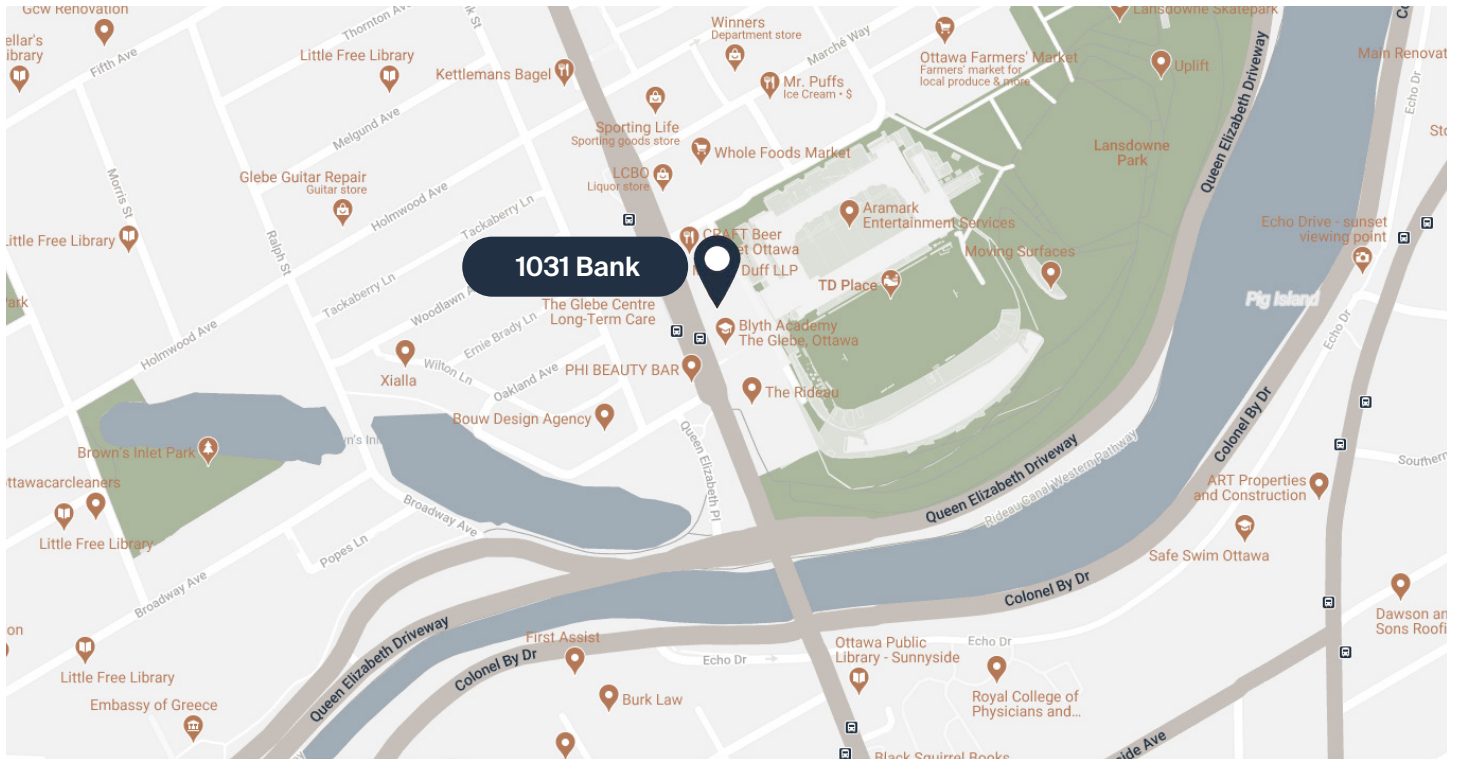 Gcw Renovation
Thornton Av
Fifth Ave
Little Free Library
Kettlemans Bagel
Winners
Department store
Marché Way
Ottawa Farmers' Market
Farmers' market for
local produce & more
Lansdowne Skatepark
Uplift
Mr. Puffs
Ice Cream • $
Queen Elizabeth Driveway
Echo Dr
Melgund Ave
Sporting Life
Sporting goods store
Whole Foods Market
Lansdowne
Park
Glebe Guitar Repair
Guitar store
LCBO
Liquor store
Morris St
Holmwood Ave
Tackaberry Ln
Ralph St
Little Free Library
CRAFT Beer
Ottawa
Duff LLP
Aramark
Entertainment Services
Moving Surfaces
Echo Drive - sunset
viewing point
1031 Bank
TD Place
Pig Island
Tackaberry Ln
Woodlawn A
The Glebe Centre
Long-Term Care
Ernie Brady Ln
Blyth Academy
The Glebe, Ottawa
Echo Dr
Holmwood Ave
Xialla
Wilton Ln
Oakland Ave
PHI BEAUTY BAR
The Rideau
Bouw Design Agency
Colonel By Dr
Brown's Inlet Park
Queen Elizabeth Pl
Queen Elizabeth Driveway
Rideau Canal Western Pathway
Southern
ttawacarcleaners
ART Properties
and Construction
Broadway Ave
Little Free Library
Popes Ln
Safe Swim Ottawa
Broadway Ave
Colonel By Dr
Dawson an
Sons Roofi
Queen Elizabeth Driveway
First Assist
Colonel By Dr
Echo Dr
Ottawa Public
Library - Sunnyside
Echo Dr
Little Free Library
Burk Law
Royal College of
Physicians and...
Embassy of Greece
Black Squirrel Books
side Ave